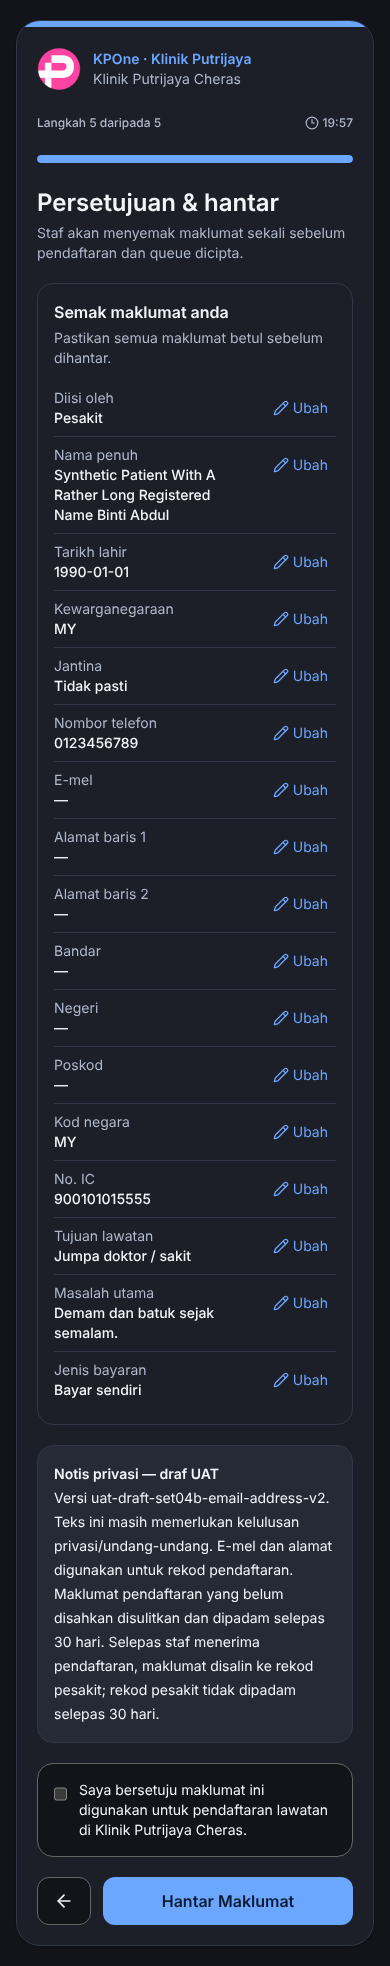 KPOne · Klinik Putrijaya
Klinik Putrijaya Cheras
Langkah 5 daripada 5
19:57
Persetujuan & hantar
Staf akan menyemak maklumat sekali sebelum
pendaftaran dan queue dicipta.
Semak maklumat anda
Pastikan semua maklumat betul sebelum
dihantar.
Diisi oleh
Pesakit
Ubah
Nama penuh
Synthetic Patient With A
Rather Long Registered
Name Binti Abdul
Ubah
Tarikh lahir
1990-01-01
Ubah
Kewarganegaraan
MY
Ubah
Jantina
Tidak pasti
Ubah
Nombor telefon
0123456789
Ubah
E-mel
—
Ubah
Alamat baris 1
—
Ubah
Alamat baris 2
—
Ubah
Bandar
—
Ubah
Negeri
—
Ubah
Poskod
—
Ubah
Kod negara
MY
Ubah
No. IC
900101015555
Ubah
Tujuan lawatan
Jumpa doktor / sakit
Ubah
Masalah utama
Demam dan batuk sejak
semalam.
Ubah
Jenis bayaran
Bayar sendiri
Ubah
Notis privasi — draf UAT
Versi uat-draft-set04b-email-address-v2.
Teks ini masih memerlukan kelulusan
privasi/undang-undang. E-mel dan alamat
digunakan untuk rekod pendaftaran.
Maklumat pendaftaran yang belum
disahkan disulitkan dan dipadam selepas
30 hari. Selepas staf menerima
pendaftaran, maklumat disalin ke rekod
pesakit; rekod pesakit tidak dipadam
selepas 30 hari.
Saya bersetuju maklumat ini
digunakan untuk pendaftaran lawatan
di Klinik Putrijaya Cheras.
Hantar Maklumat